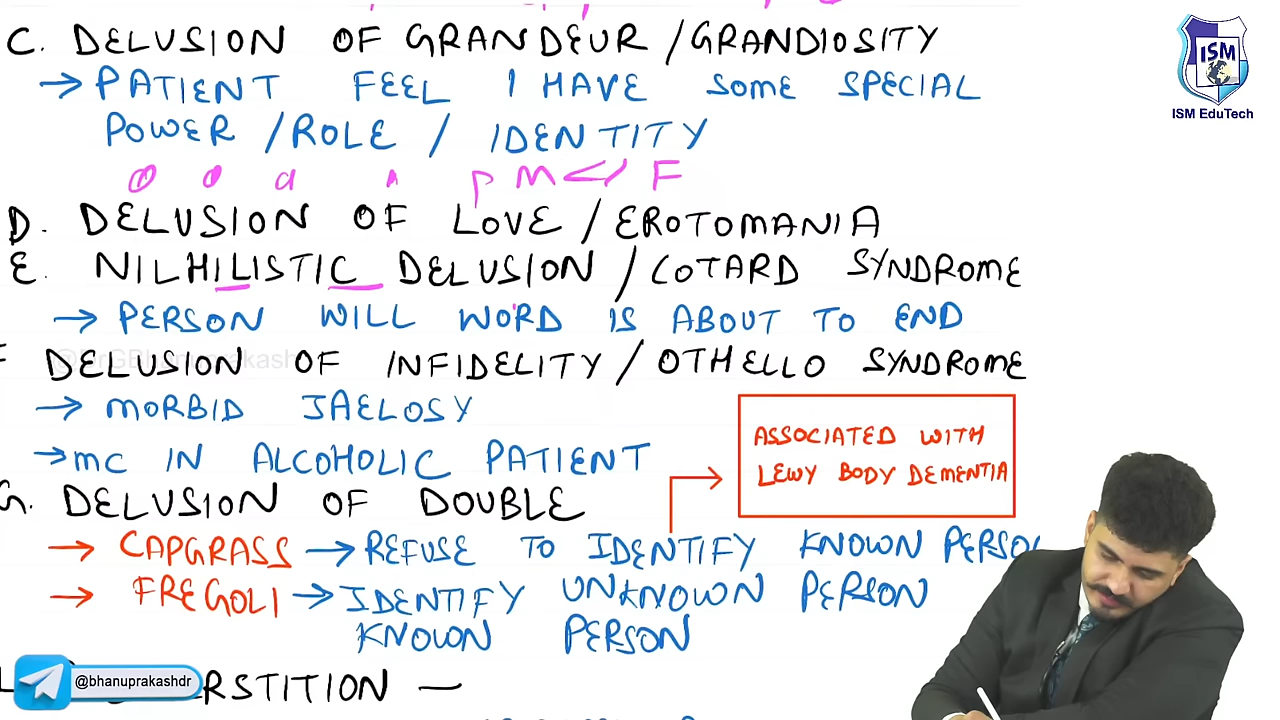 C. DELUSION OF GRANDEUR /GRANDIOSITY
ISM
ISM EduTech
→ PATIENT FEEL I HAVE SOME SPECIAL
POWER /ROLE / IDENTITY
M <-> F
D. DELUSION OF LOVE / EROTOMANIA
E. NILHILISTIC DELUSION / COTARD SYNDROME
→ PERSON WILL WORD IS ABOUT TO END
F DELUSION OF INFIDELITY / OTHELLO SYNDROME
→ MORBID JAELOSY
→ MC IN ALCOHOLIC PATIENT
ASSOCIATED WITH
LEWY BODY DEMENTIA
G. DELUSION OF DOUBLE
→ CAPGRASS → REFUSE TO IDENTIFY KNOWN
→ FREGOLI → IDENTIFY UNKNOWN PERSON
KNOWN PERSON
@bhanuprakashdr